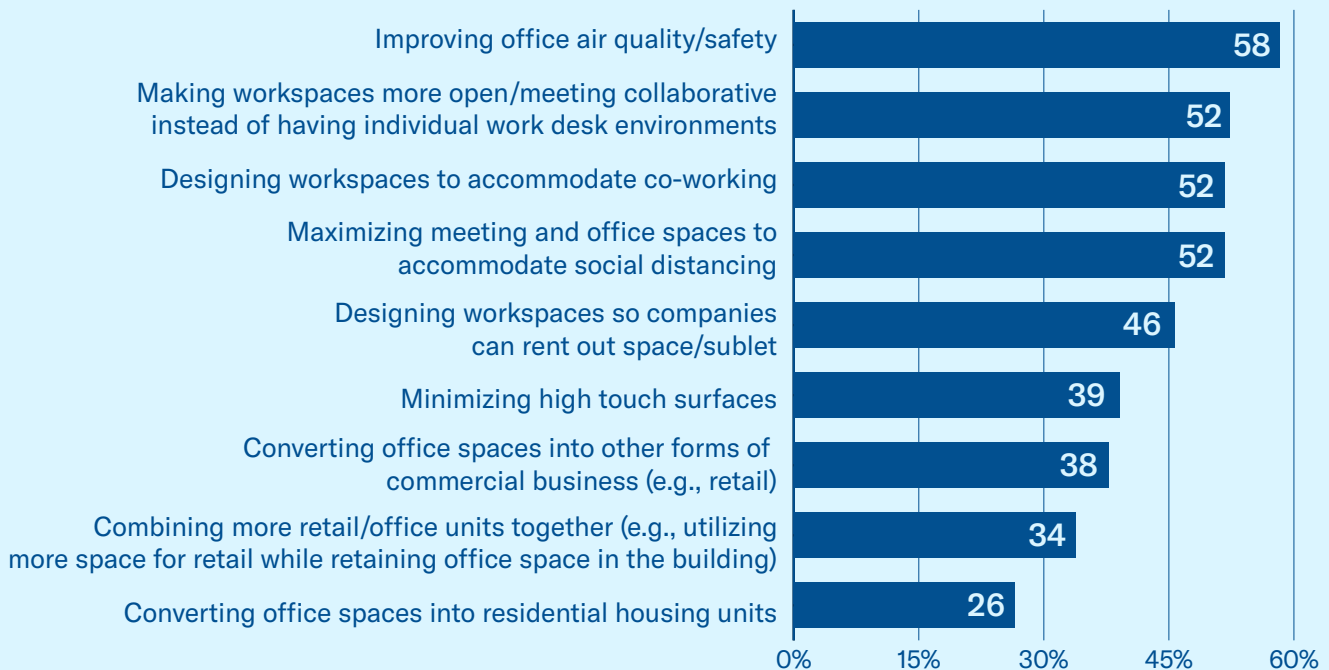 Improving office air quality/safety
58
Making workspaces more open/meeting collaborative
instead of having individual work desk environments
52
Designing workspaces to accommodate co-working
52
Maximizing meeting and office spaces to
accommodate social distancing
52
Designing workspaces so companies
can rent out space/sublet
46
Minimizing high touch surfaces
39
Converting office spaces into other forms of
commercial business (e.g., retail)
38
Combining more retail/office units together (e.g., utilizing
more space for retail while retaining office space in the building)
34
Converting office spaces into residential housing units
26
0% 15% 30% 45% 60%